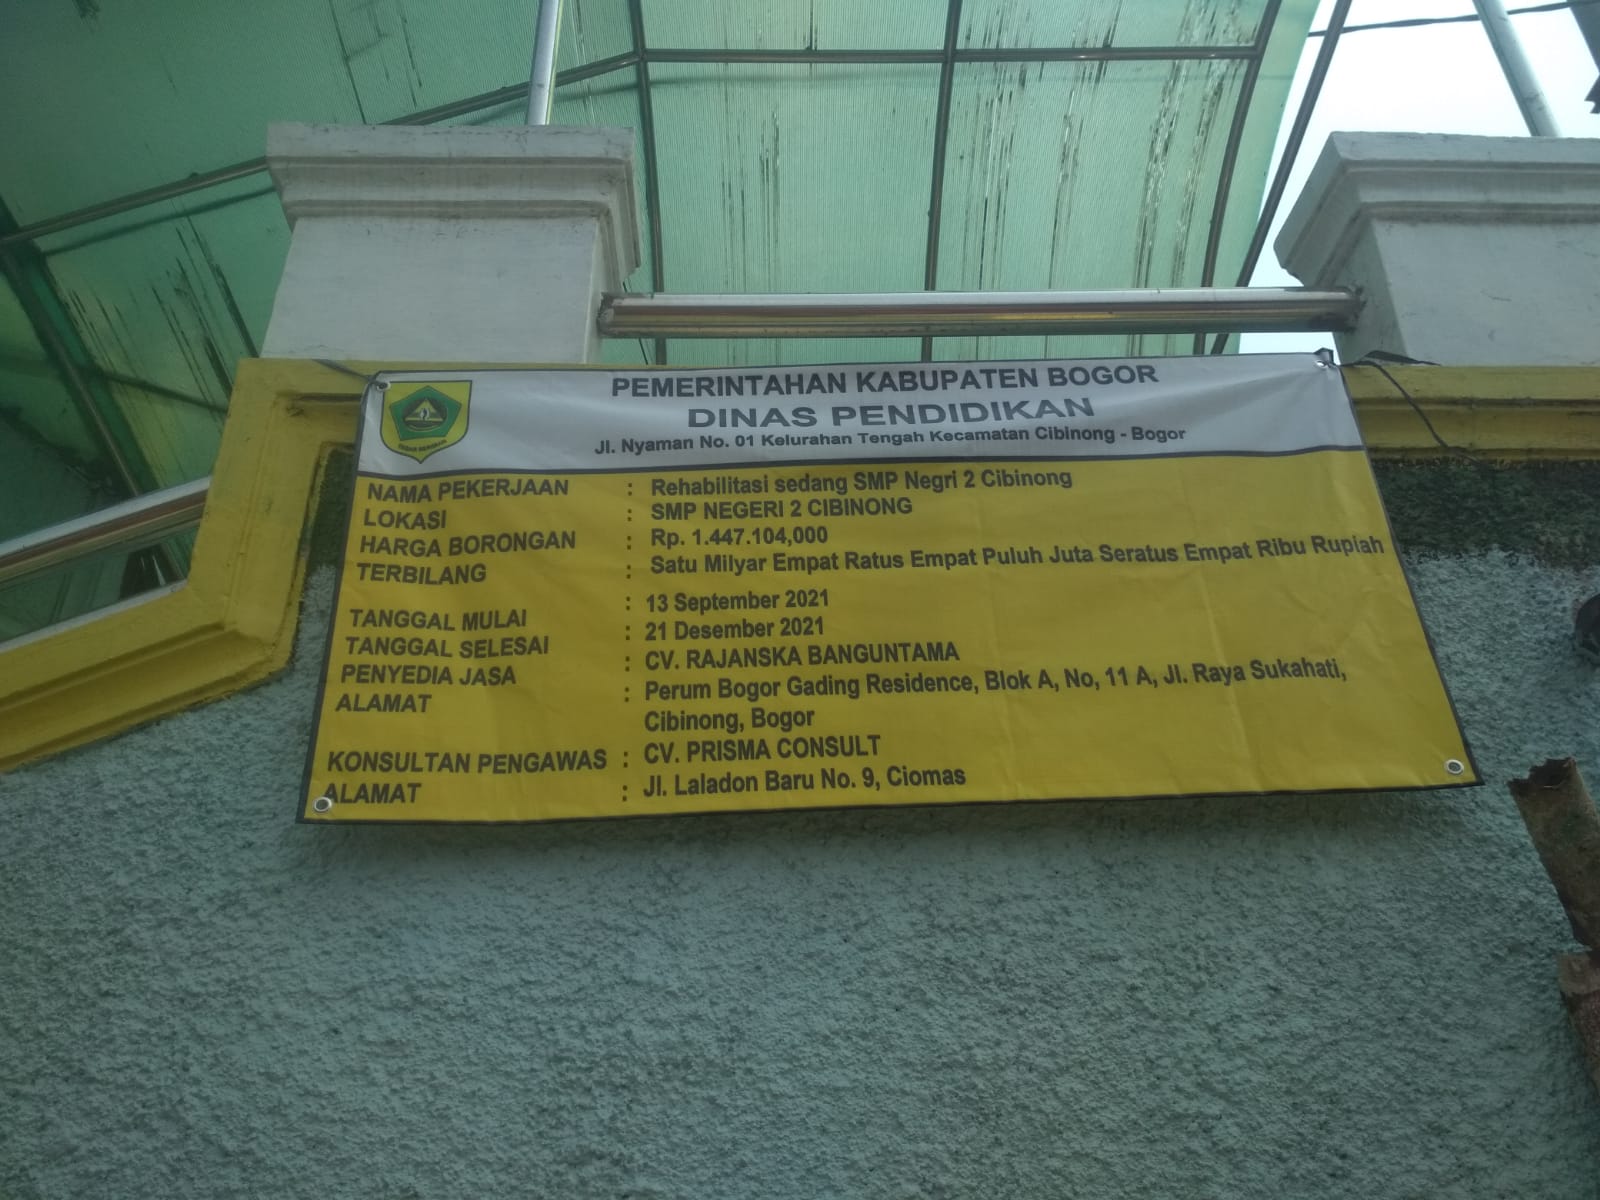 PEMERINTAHAN KABUPATEN BOGOR
DINAS PENDIDIKAN
Jl. Nyaman No. 01 Kelurahan Tengah Kecamatan Cibinong - Bogor
NAMA PEKERJAAN : Rehabilitasi sedang SMP Negri 2 Cibinong
LOKASI : SMP NEGERI 2 CIBINONG
HARGA BORONGAN : Rp. 1.447.104,000
TERBILANG : Satu Milyar Empat Ratus Empat Puluh Juta Seratus Empat Ribu Rupiah
TANGGAL MULAI : 13 September 2021
TANGGAL SELESAI : 21 Desember 2021
PENYEDIA JASA : CV. RAJANSKA BANGUNTAMA
ALAMAT : Perum Bogor Gading Residence, Blok A, No, 11 A, Jl. Raya Sukahati,
Cibinong, Bogor
KONSULTAN PENGAWAS : CV. PRISMA CONSULT
ALAMAT : Jl. Laladon Baru No. 9, Ciomas